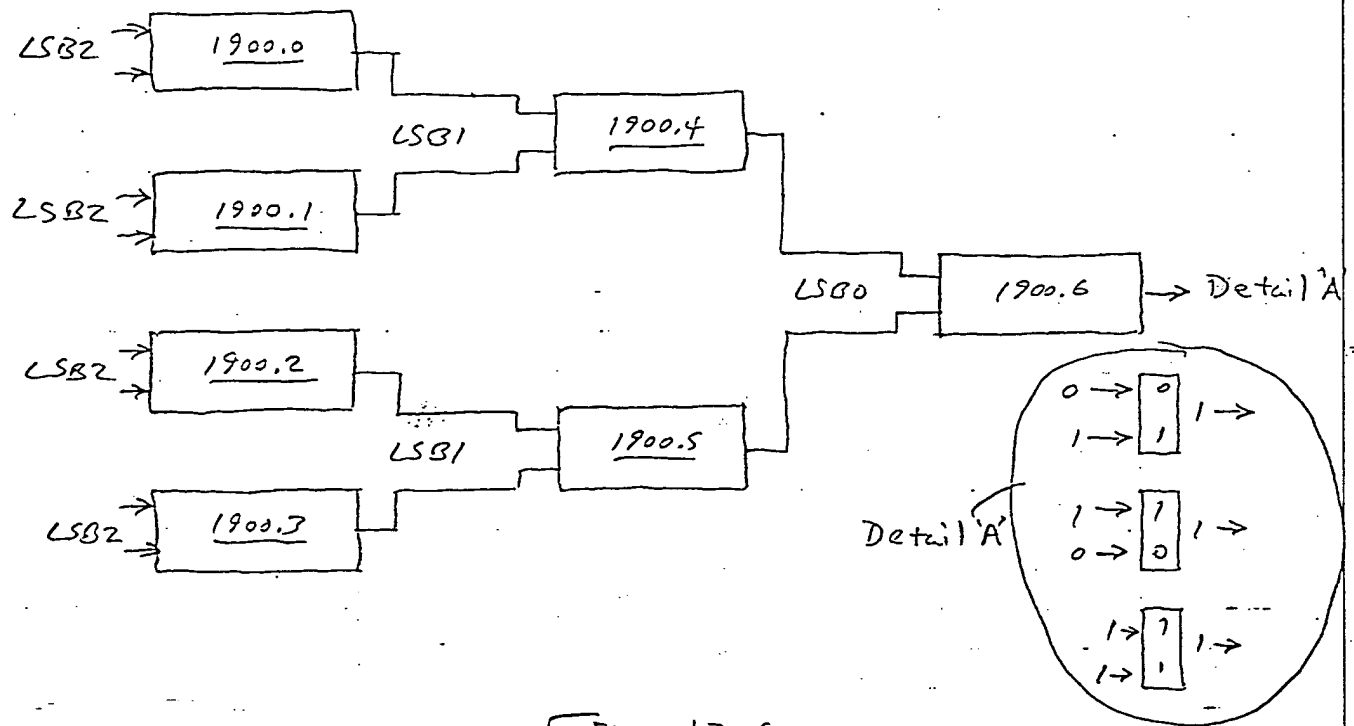 LSB2
1900.0
LSB1
1900.4
LSB2
1900.1
LSB0
1900.6
Detail 'A
LSB2
1900.2
LSB1
1900.5
LSB2
1900.3
Detail 'A'
0 → 0 1 →
1 → 1
1 → 1 1 →
0 → 0
1 → 1 1 →
1 → 1